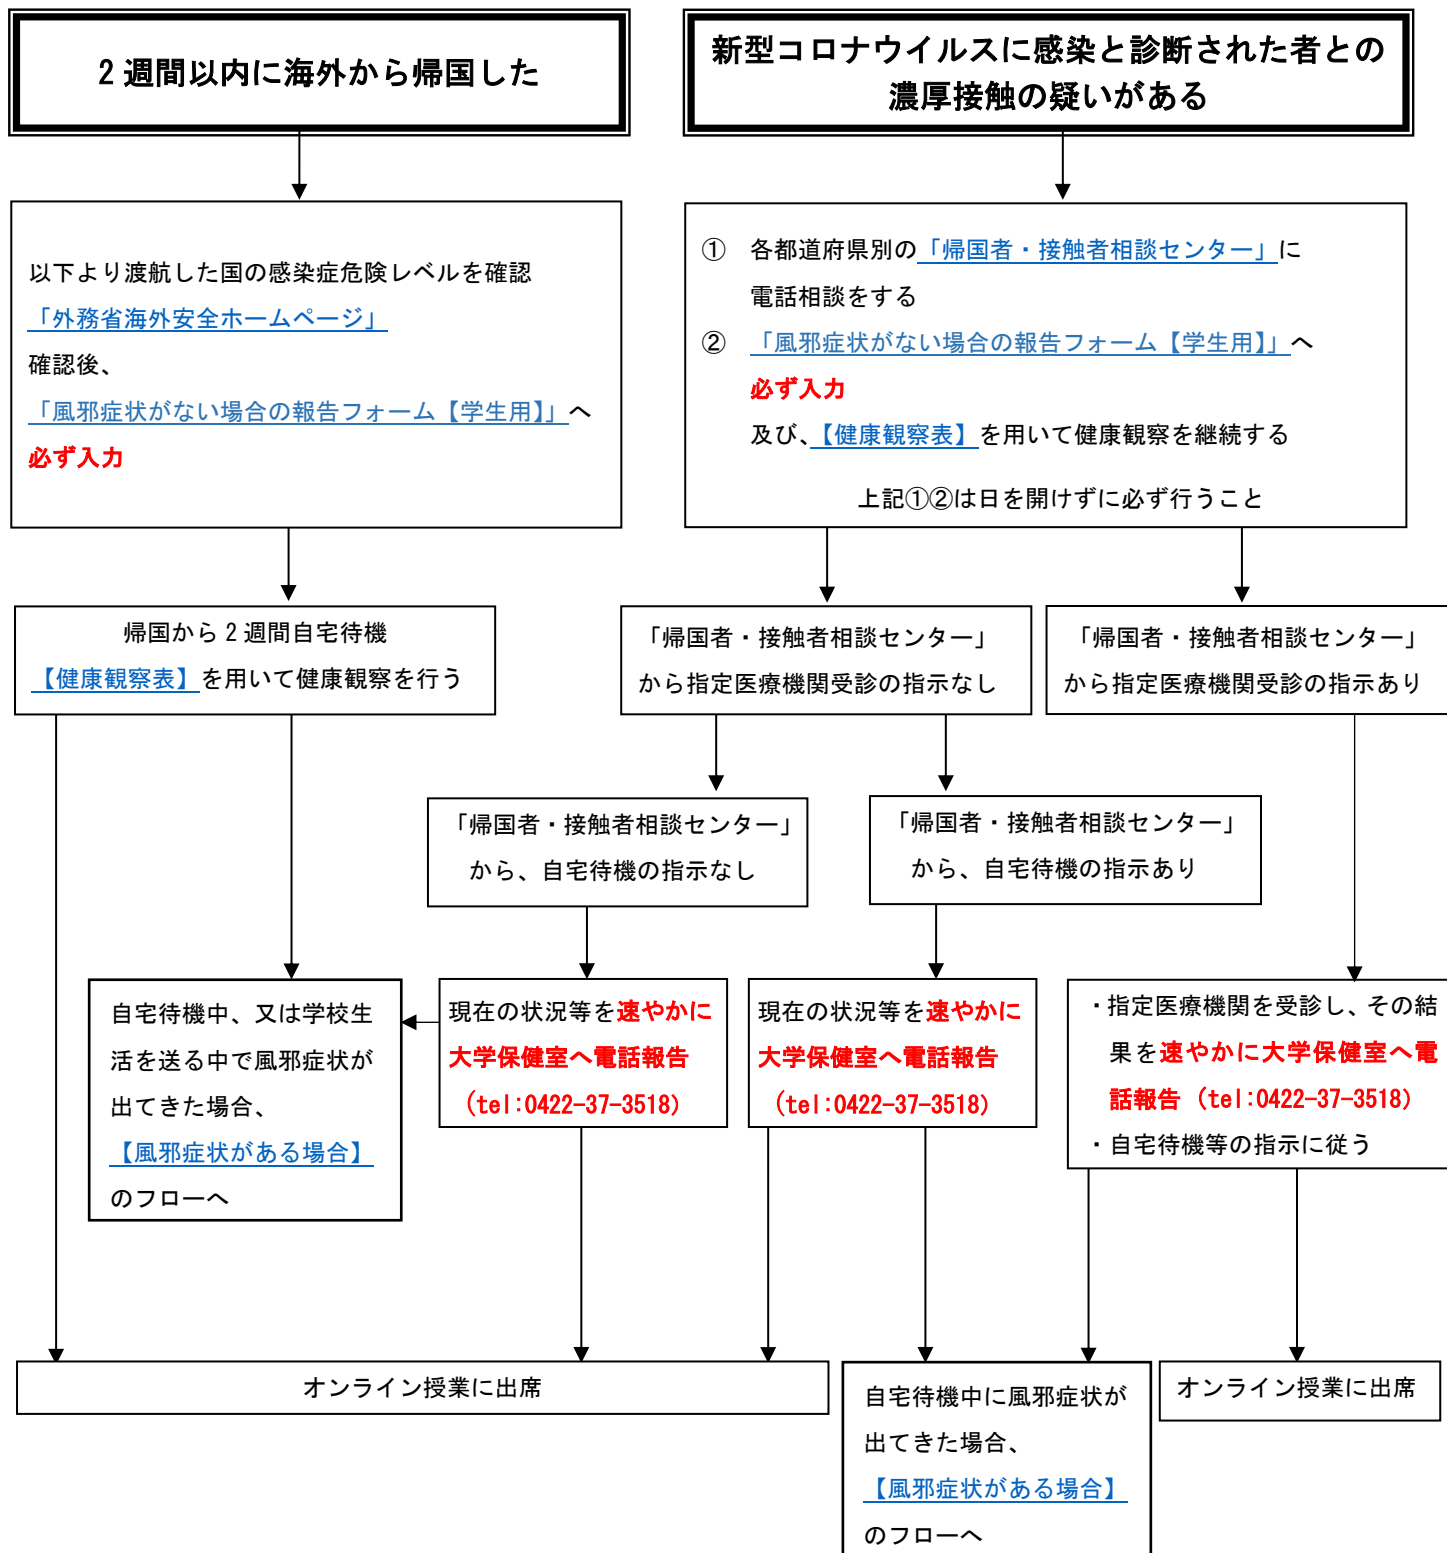 2週間以内に海外から帰国した
新型コロナウイルスに感染と診断された者との
濃厚接触の疑いがある
以下より渡航した国の感染症危険レベルを確認
「外務省海外安全ホームページ」
確認後、
「風邪症状がない場合の報告フォーム【学生用】」へ
必ず入力
① 各都道府県別の「帰国者・接触者相談センター」に
電話相談をする
② 「風邪症状がない場合の報告フォーム【学生用】」へ
必ず入力
及び、【健康観察表】を用いて健康観察を継続する
上記①②は日を開けずに必ず行うこと
帰国から2週間自宅待機
【健康観察表】を用いて健康観察を行う
「帰国者・接触者相談センター」
から指定医療機関受診の指示なし
「帰国者・接触者相談センター」
から指定医療機関受診の指示あり
「帰国者・接触者相談センター」
から、自宅待機の指示なし
「帰国者・接触者相談センター」
から、自宅待機の指示あり
自宅待機中、又は学校生
活を送る中で風邪症状が
出てきた場合、
【風邪症状がある場合】
のフローへ
現在の状況等を速やかに
大学保健室へ電話報告
(tel:0422-37-3518)
現在の状況等を速やかに
大学保健室へ電話報告
(tel:0422-37-3518)
・指定医療機関を受診し、その結
果を速やかに大学保健室へ電
話報告(tel:0422-37-3518)
・自宅待機等の指示に従う
オンライン授業に出席
自宅待機中に風邪症状が
出てきた場合、
【風邪症状がある場合】
のフローへ
オンライン授業に出席